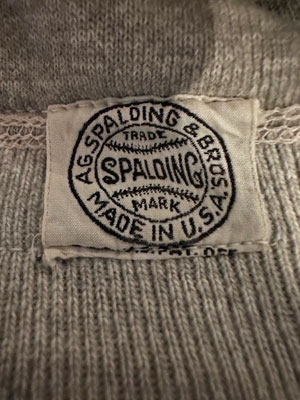 A.G. SPALDING & BROS.
TRADE
SPALDING
MARK
MADE IN U.S.A.